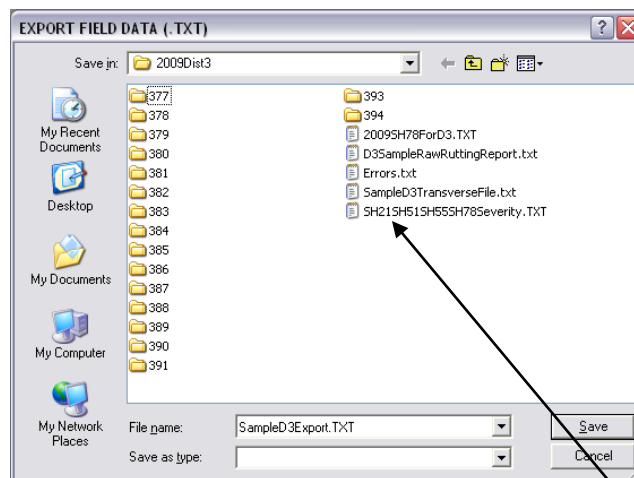 EXPORT FIELD DATA (.TXT)
Save in:
2009Dist3
377
378
379
380
381
382
383
384
385
386
387
388
389
390
391
393
394
2009SH78ForD3.TXT
D3SampleRawRuttingReport.txt
Errors.txt
SampleD3TransverseFile.txt
SH21SH51SH55SH78Severity.TXT
My Recent
Documents
Desktop
My Documents
My Computer
My Network
Places
File name:
SampleD3Export.TXT
Save
Save as type:
Cancel